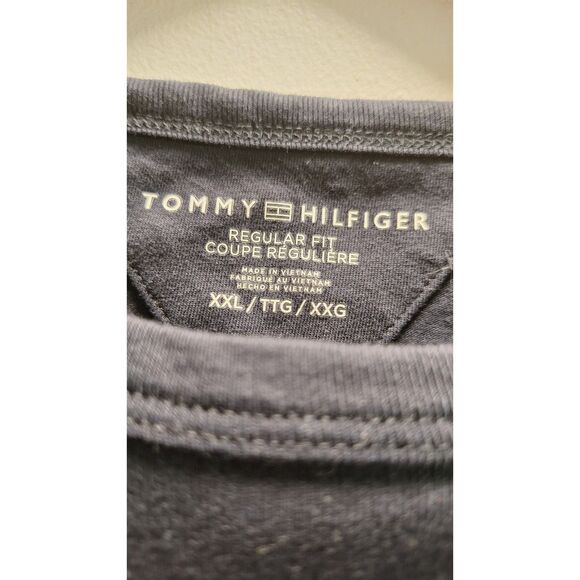 TOMMY HILFIGER
REGULAR FIT
COUPE RÉGULIÈRE
MADE IN VIETNAM
FABRIQUÉ AU VIETNAM
HECHO EN VIETNAM
XXL / TTG / XXG